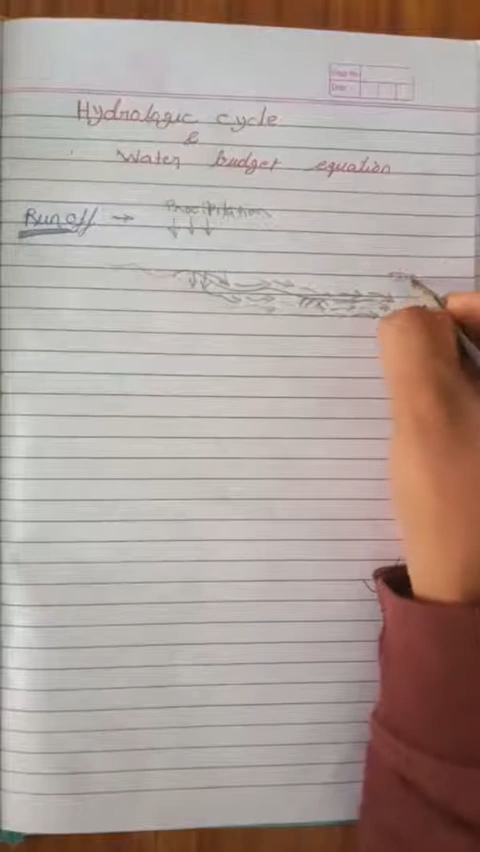 Hydrologic cycle
&
Water budget equation
Runoff → Precipitation